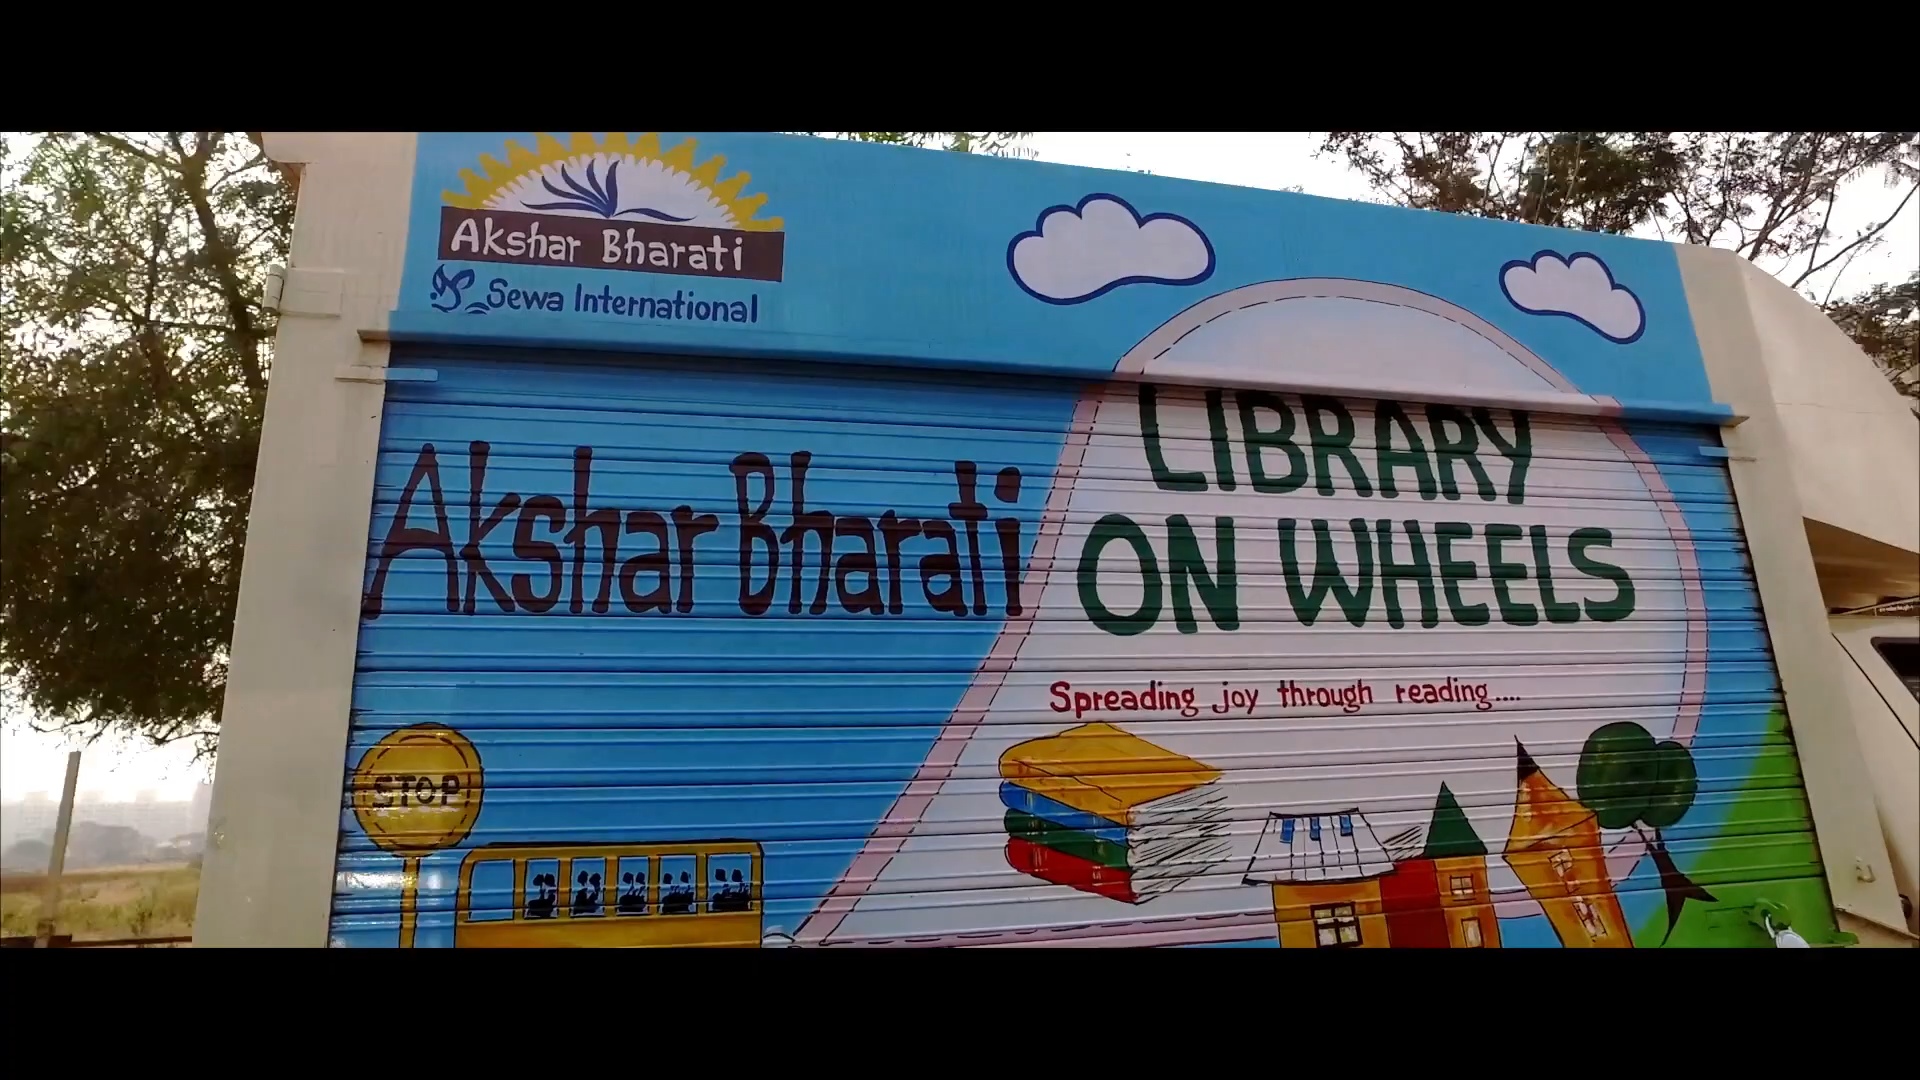 Akshar Bharati
Sewa International
Akshar Bharati
LIBRARY
ON WHEELS
Spreading joy through reading....
STOP